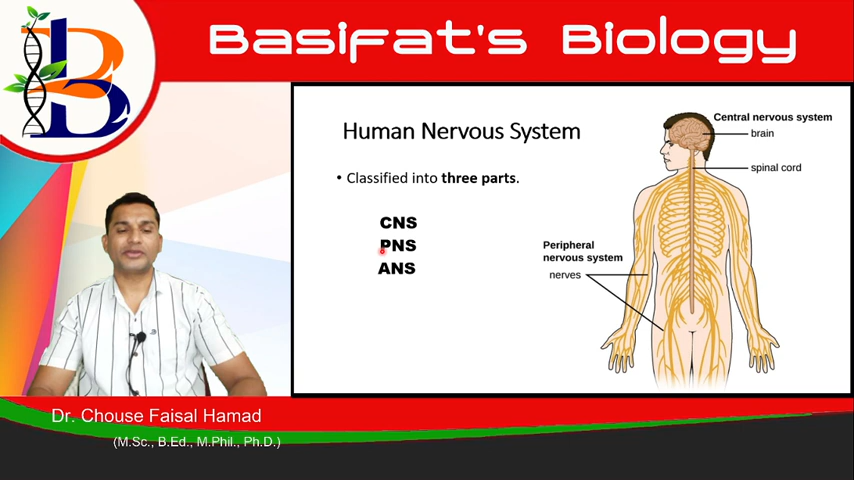 Basifat's Biology
Human Nervous System
• Classified into three parts.
CNS
PNS
ANS
Central nervous system
brain
spinal cord
Peripheral
nervous system
nerves
Dr. Chouse Faisal Hamad
(M.Sc., B.Ed., M.Phil., Ph.D.)